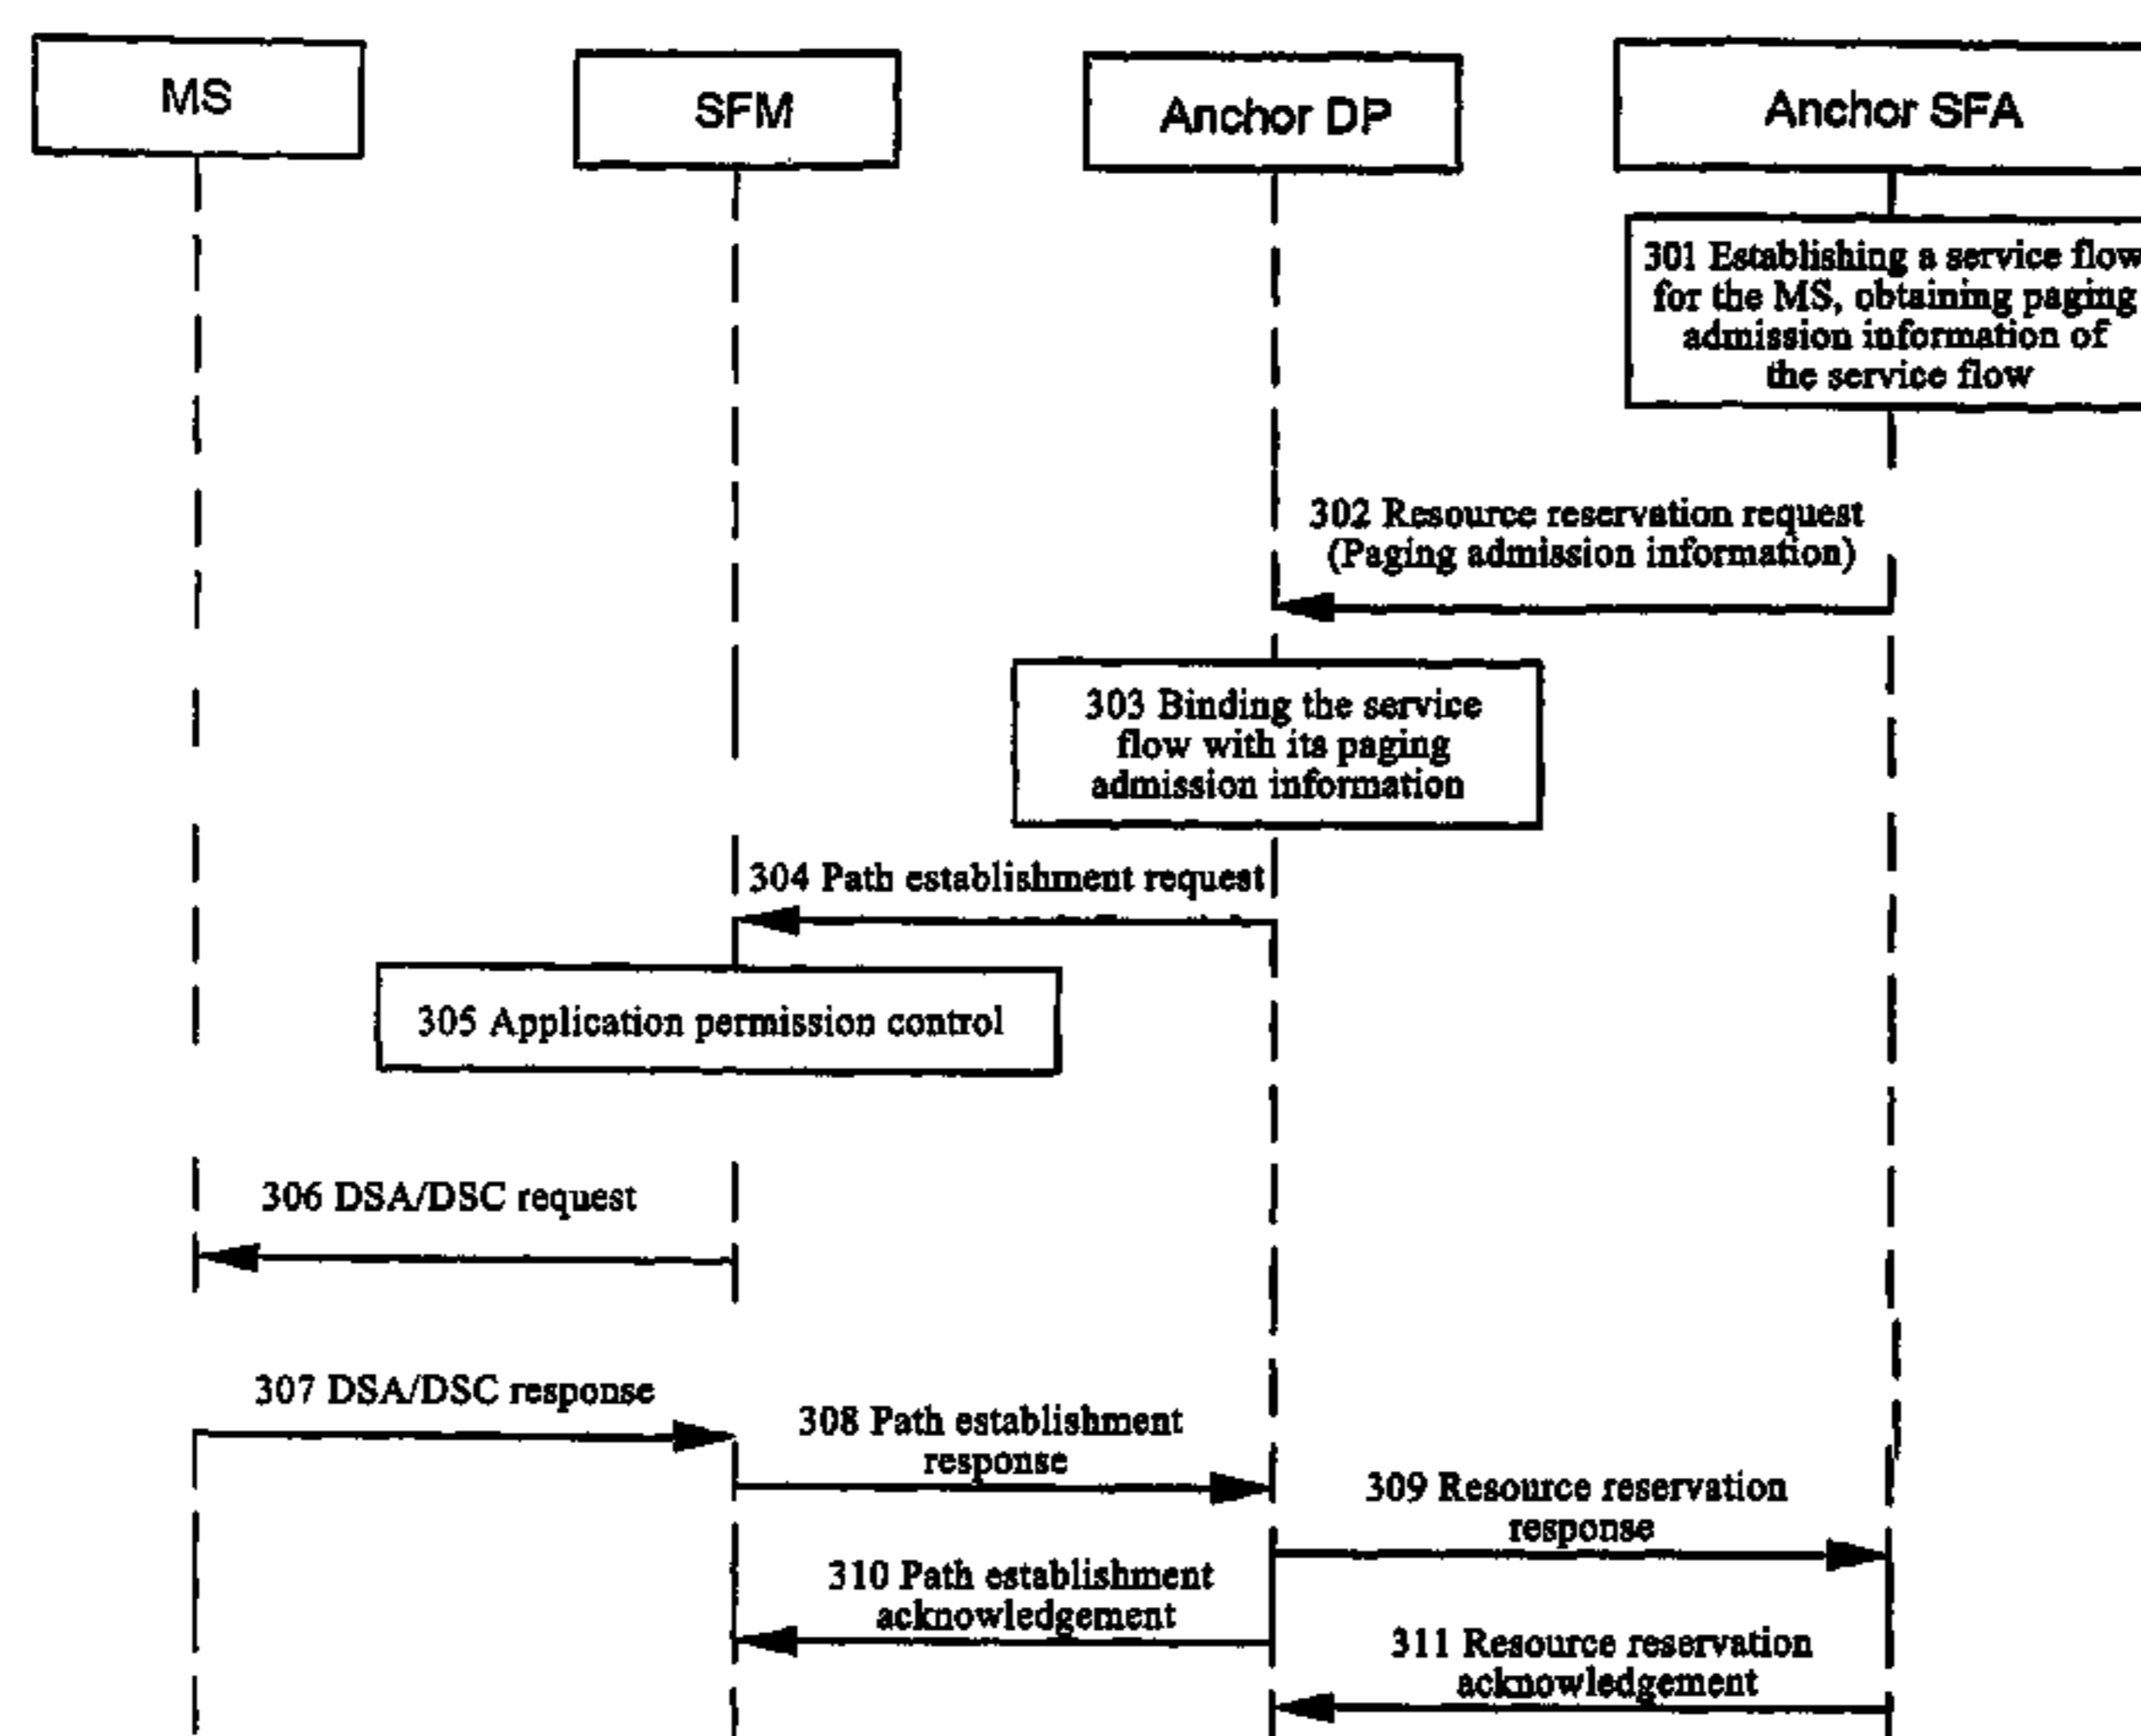 MS
SFM
Anchor DP
Anchor SFA
301 Establishing a service flow
for the MS, obtaining paging
admission information of
the service flow
302 Resource reservation request
(Paging admission information)
303 Binding the service
flow with its paging
admission information
304 Path establishment request
305 Application permission control
306 DSA/DSC request
307 DSA/DSC response
308 Path establishment
response
309 Resource reservation
response
310 Path establishment
acknowledgement
311 Resource reservation
acknowledgement